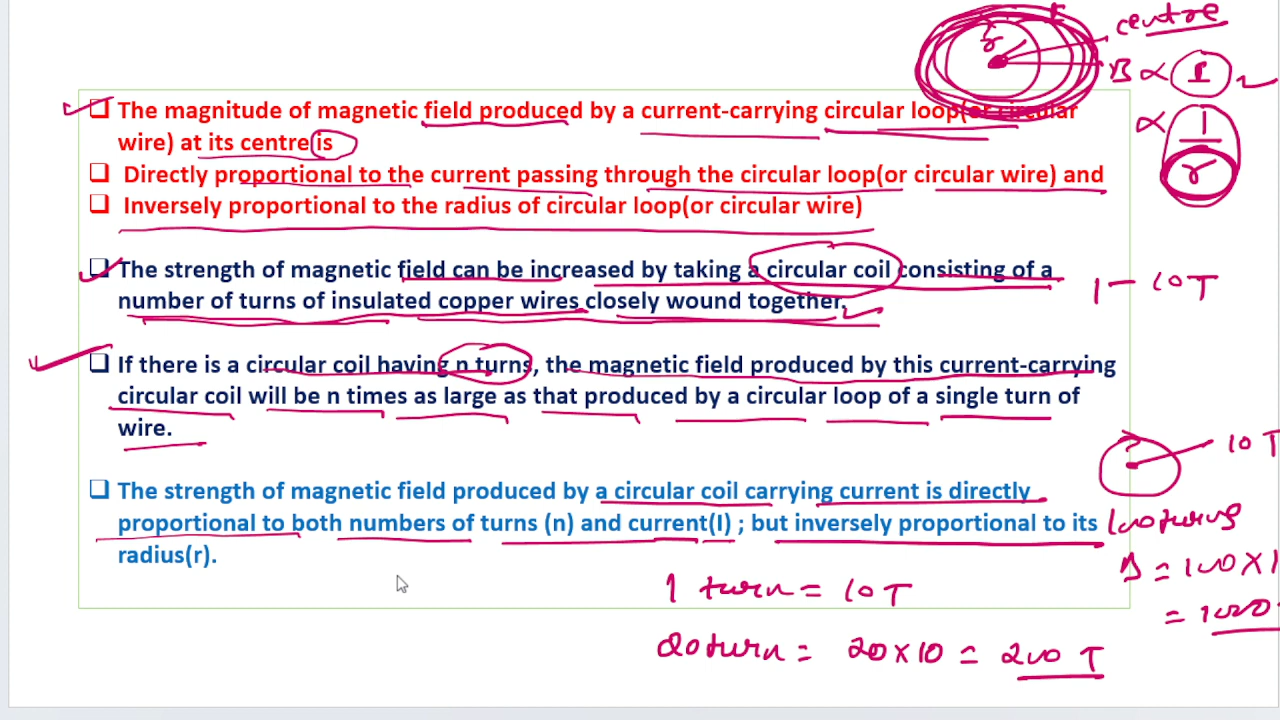 centre
r
B ∝ I
∝ 1/r
❑ The magnitude of magnetic field produced by a current-carrying circular loop(or circular
wire) at its centre is
❑ Directly proportional to the current passing through the circular loop(or circular wire) and
❑ Inversely proportional to the radius of circular loop(or circular wire)
❑ The strength of magnetic field can be increased by taking a circular coil consisting of a
number of turns of insulated copper wires closely wound together.
1 - 10T
❑ If there is a circular coil having n turns, the magnetic field produced by this current-carrying
circular coil will be n times as large as that produced by a circular loop of a single turn of
wire.
10 T
❑ The strength of magnetic field produced by a circular coil carrying current is directly
proportional to both numbers of turns (n) and current(I) ; but inversely proportional to its
radius(r).
100 turns
B = 100 x 1
= 1000
1 turn = 10 T
20 turn = 20 x 10 = 200 T